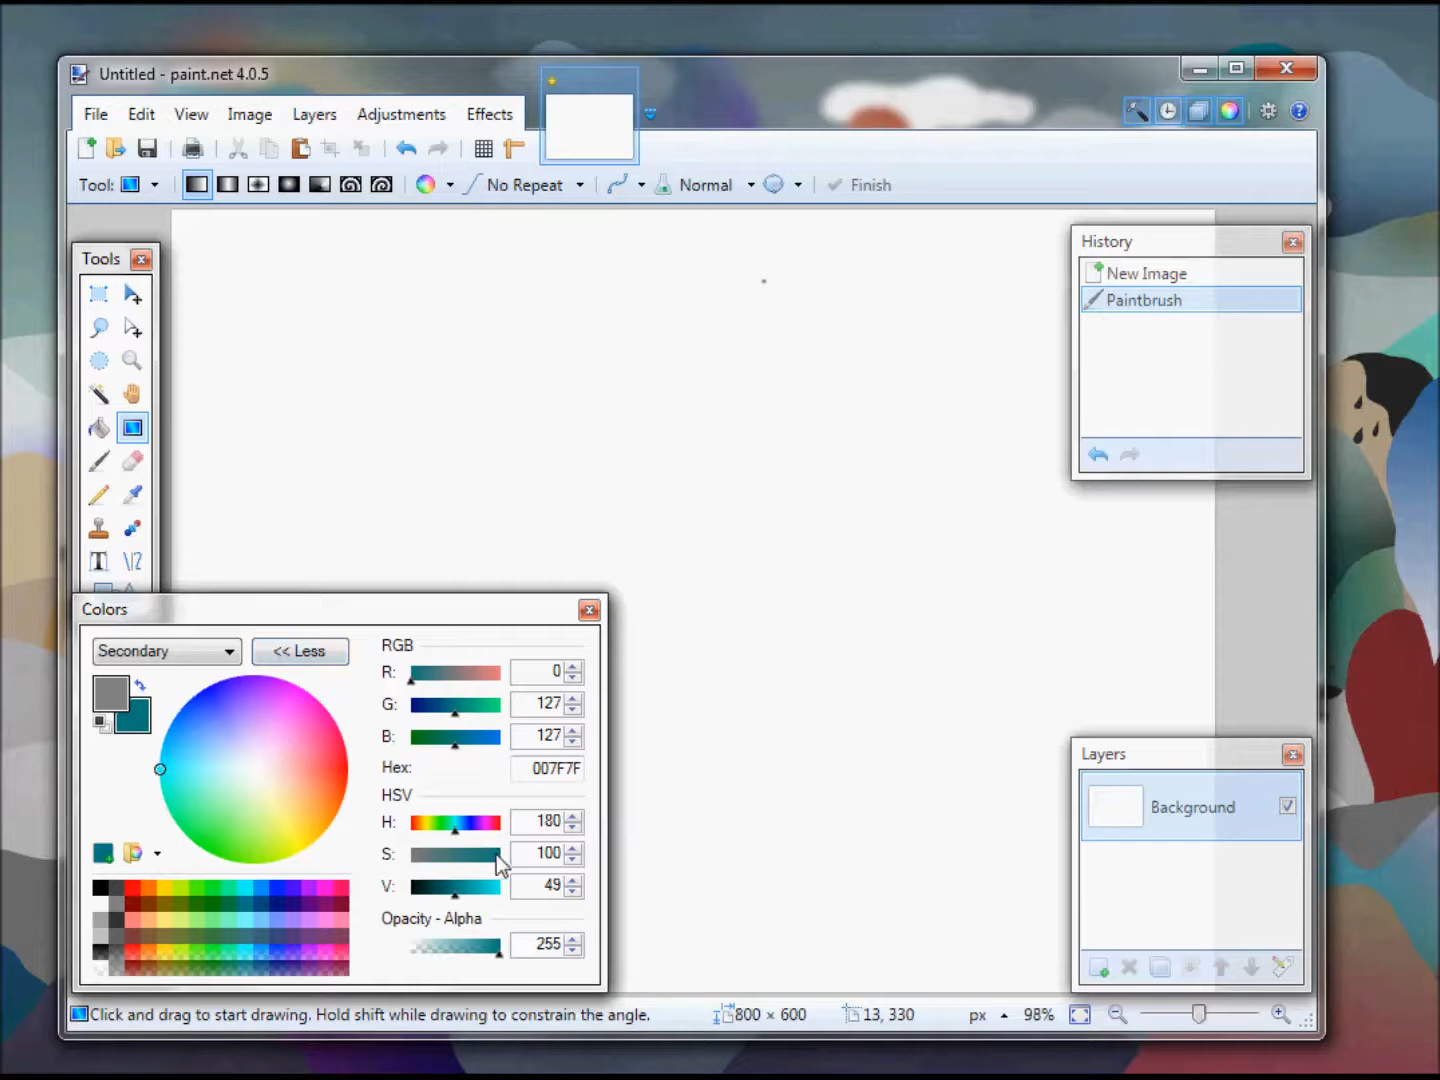 Untitled - paint.net 4.0.5
File Edit View Image Layers Adjustments Effects
Tool: No Repeat Normal Finish
Tools
History
New Image
Paintbrush
Colors
Secondary << Less
RGB
R: 0
G: 127
B: 127
Hex: 007F7F
HSV
H: 180
S: 100
V: 49
Opacity - Alpha
255
Layers
Background
Click and drag to start drawing. Hold shift while drawing to constrain the angle. 800 × 600 13, 330 px 98%